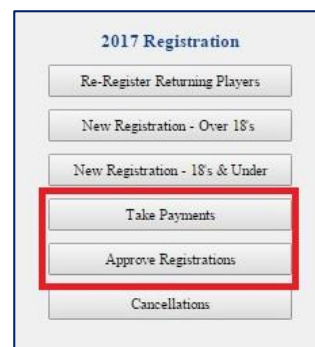 2017 Registration
Re-Register Returning Players
New Registration - Over 18's
New Registration - 18's & Under
Take Payments
Approve Registrations
Cancellations